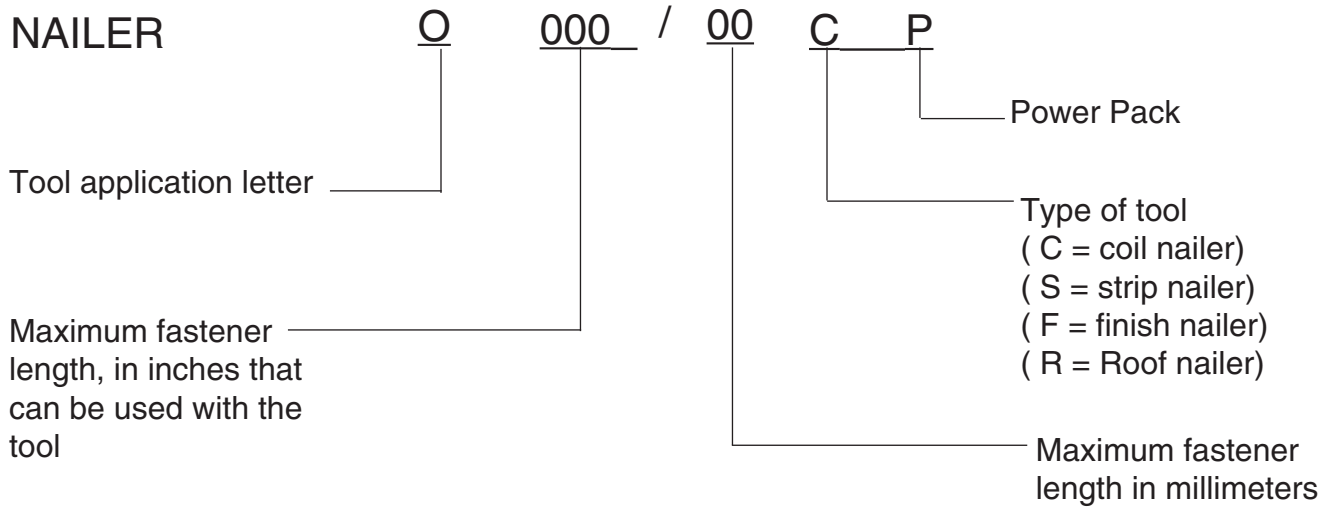 NAILER O 000_ / 00 C__P
Power Pack
Tool application letter
Type of tool
( C = coil nailer)
( S = strip nailer)
( F = finish nailer)
( R = Roof nailer)
Maximum fastener
length, in inches that
can be used with the
tool
Maximum fastener
length in millimeters